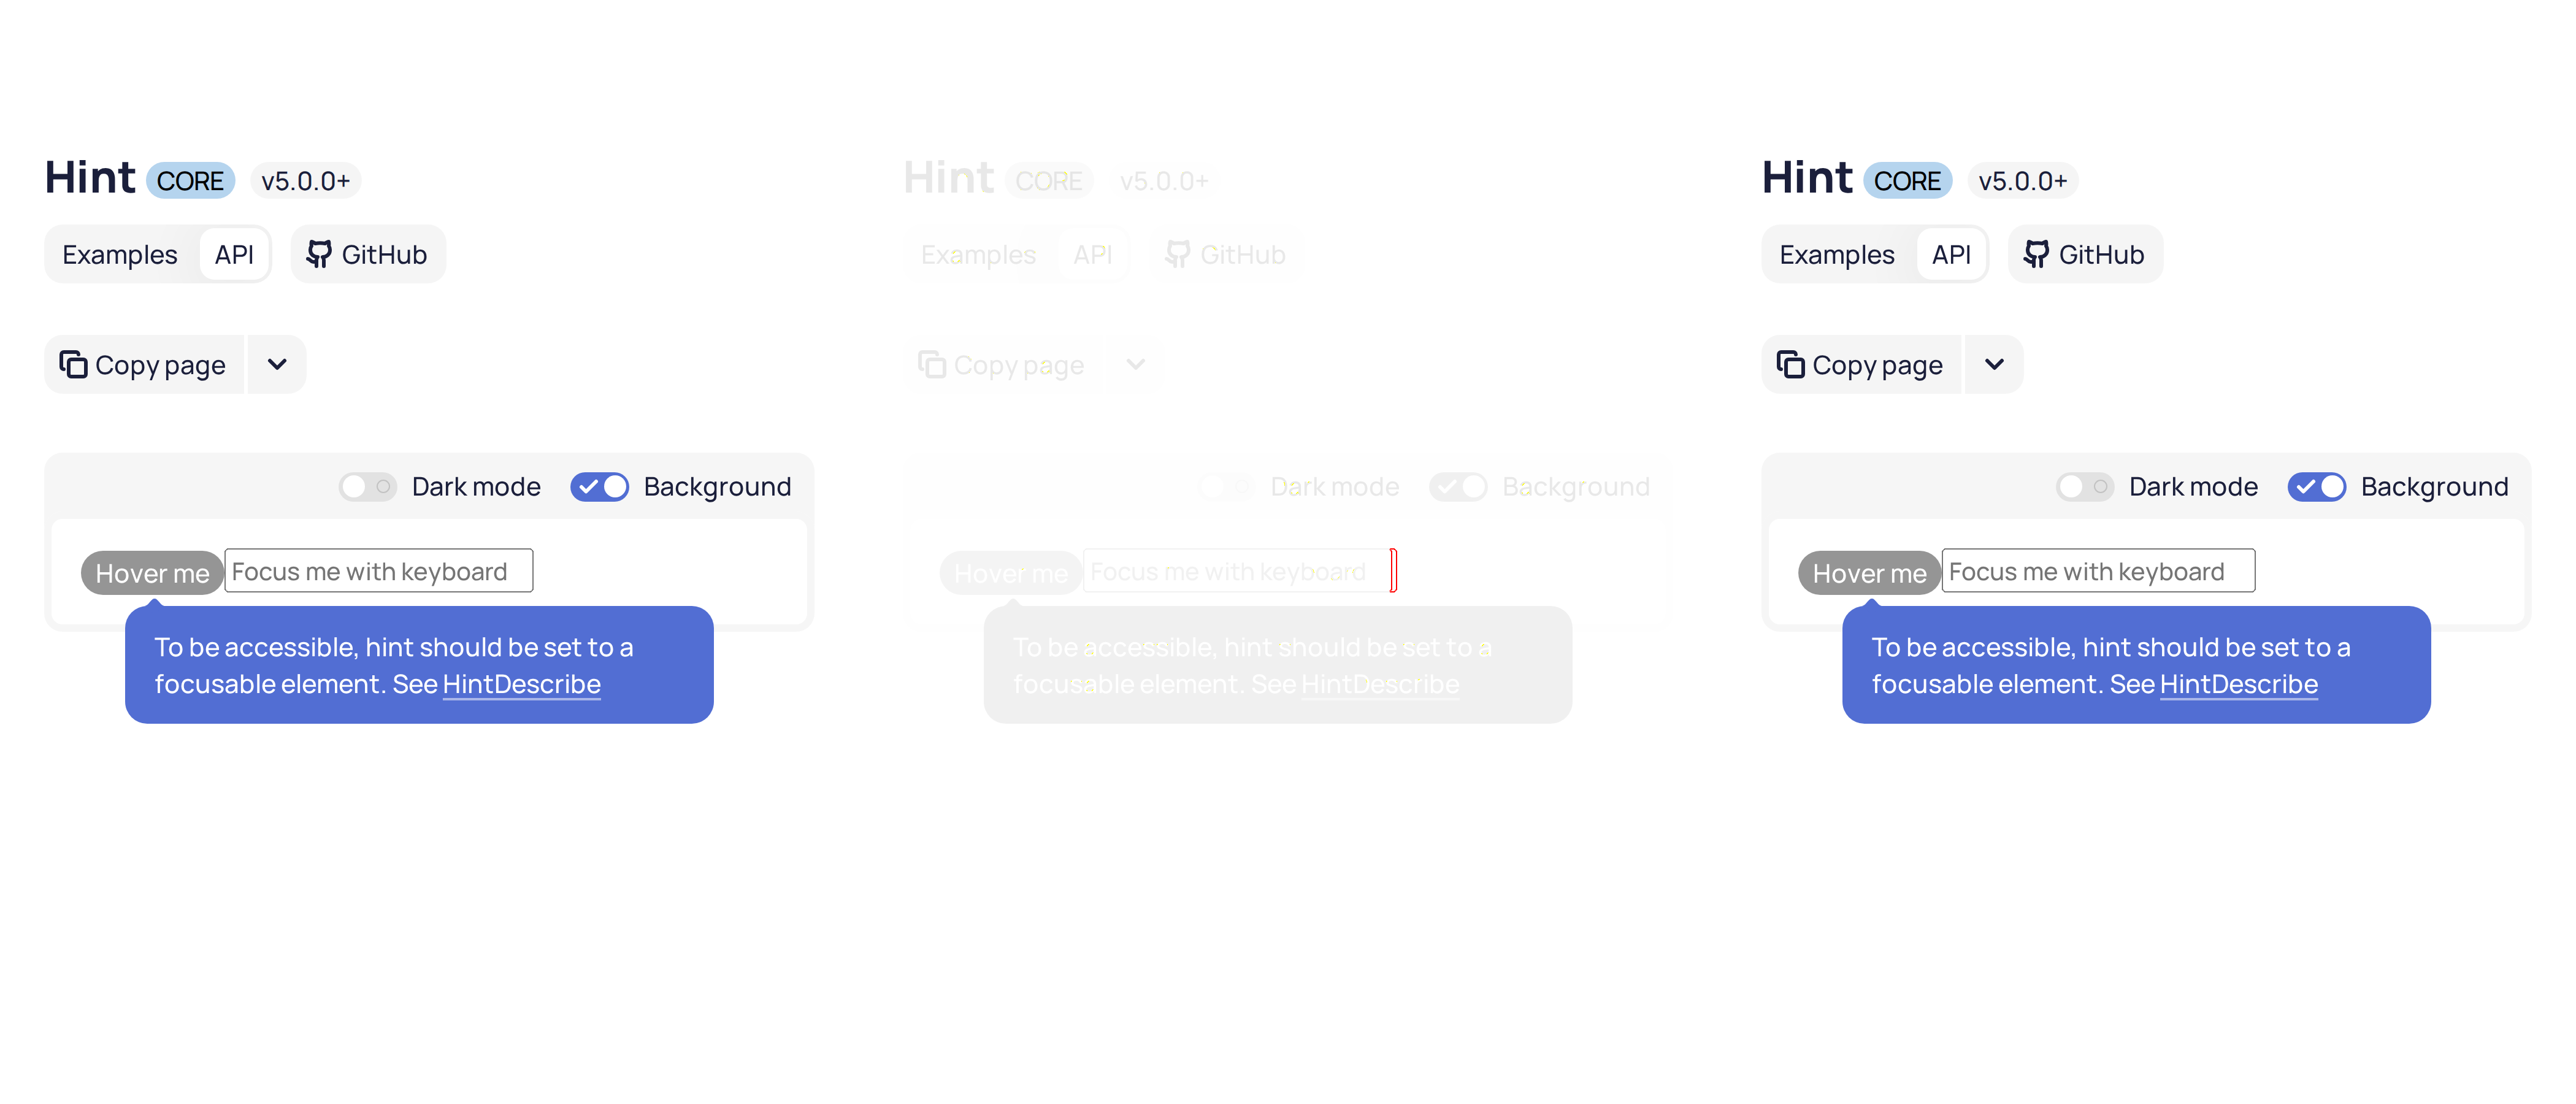 Hint CORE v5.0.0+
Examples API GitHub
Copy page
Dark mode Background
Hover me Focus me with keyboard
To be accessible, hint should be set to a
focusable element. See HintDescribe
Hint CORE v5.0.0+
Examples API GitHub
Copy page
Dark mode Background
Hover me Focus me with keyboard
To be accessible, hint should be set to a
focusable element. See HintDescribe
Hint CORE v5.0.0+
Examples API GitHub
Copy page
Dark mode Background
Hover me Focus me with keyboard
To be accessible, hint should be set to a
focusable element. See HintDescribe